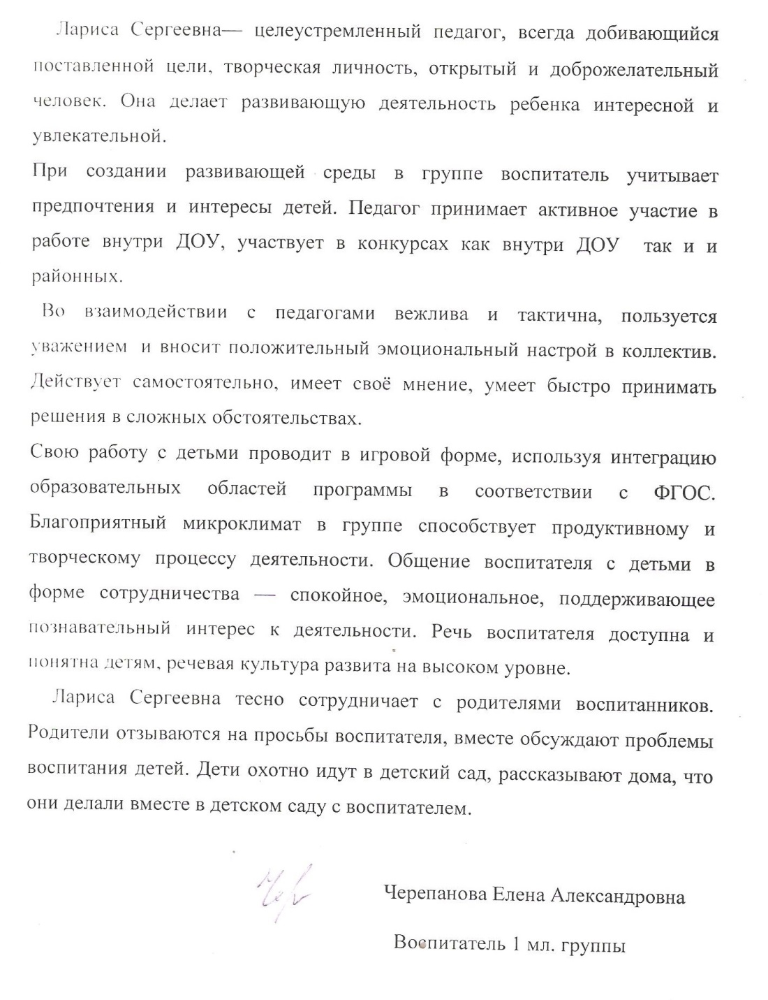 Лариса Сергеевна— целеустремленный педагог, всегда добивающийся
поставленной цели, творческая личность, открытый и доброжелательный
человек. Она делает развивающую деятельность ребенка интересной и
увлекательной.
При создании развивающей среды в группе воспитатель учитывает
предпочтения и интересы детей. Педагог принимает активное участие в
работе внутри ДОУ, участвует в конкурсах как внутри ДОУ так и и
районных.
Во взаимодействии с педагогами вежлива и тактична, пользуется
уважением и вносит положительный эмоциональный настрой в коллектив.
Действует самостоятельно, имеет своё мнение, умеет быстро принимать
решения в сложных обстоятельствах.
Свою работу с детьми проводит в игровой форме, используя интеграцию
образовательных областей программы в соответствии с ФГОС.
Благоприятный микроклимат в группе способствует продуктивному и
творческому процессу деятельности. Общение воспитателя с детьми в
форме сотрудничества — спокойное, эмоциональное, поддерживающее
познавательный интерес к деятельности. Речь воспитателя доступна и
понятна детям, речевая культура развита на высоком уровне.
Лариса Сергеевна тесно сотрудничает с родителями воспитанников.
Родители отзываются на просьбы воспитателя, вместе обсуждают проблемы
воспитания детей. Дети охотно идут в детский сад, рассказывают дома, что
они делали вместе в детском саду с воспитателем.
Черепанова Елена Александровна
Воспитатель 1 мл. группы